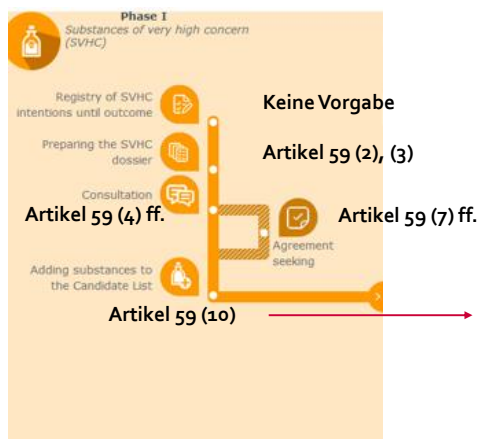 Phase I
Substances of very high concern
(SVHC)
Registry of SVHC
intentions until outcome
Keine Vorgabe
Preparing the SVHC
dossier
Artikel 59 (2), (3)
Consultation
Artikel 59 (4) ff.
Artikel 59 (7) ff.
Agreement
seeking
Adding substances to
the Candidate List
Artikel 59 (10)